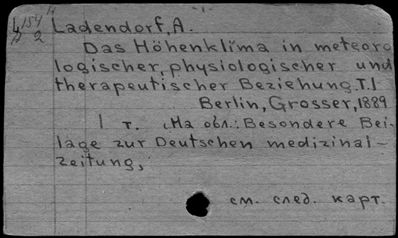 Ladendorf, A.
Das Höhenklima in meteoro
logischer, physiologischer und
therapeutischer Beziehung. T. I
Berlin, Grosser, 1889
I т. На обл.: Besondere Bei-
lage zur Deutschen medizinal-
zeitung,
см. след. карт.